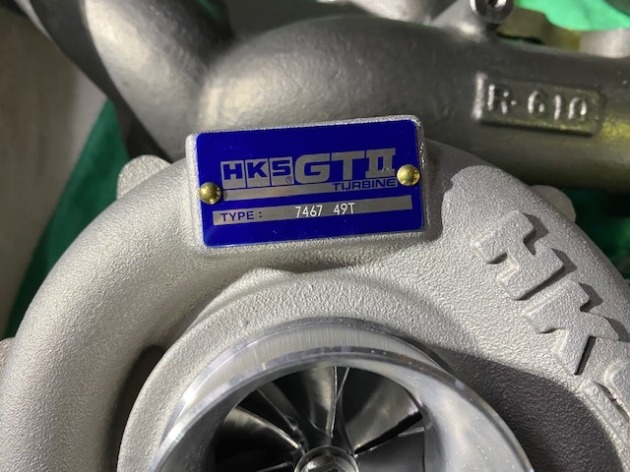 R-610
HKS® GTII
TURBINE
TYPE: 7467 49T
HKS